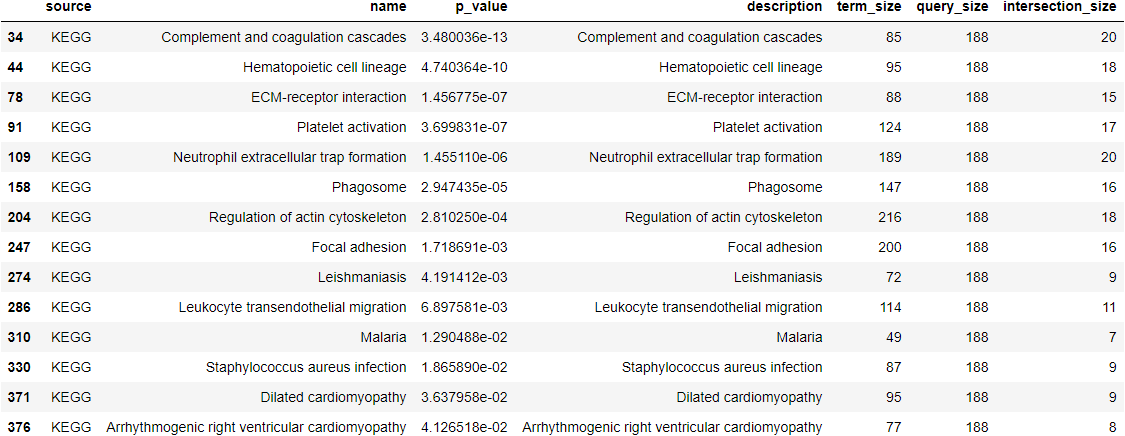 source name p_value description term_size query_size intersection_size
34 KEGG Complement and coagulation cascades 3.480036e-13 Complement and coagulation cascades 85 188 20
44 KEGG Hematopoietic cell lineage 4.740364e-10 Hematopoietic cell lineage 95 188 18
78 KEGG ECM-receptor interaction 1.456775e-07 ECM-receptor interaction 88 188 15
91 KEGG Platelet activation 3.699831e-07 Platelet activation 124 188 17
109 KEGG Neutrophil extracellular trap formation 1.455110e-06 Neutrophil extracellular trap formation 189 188 20
158 KEGG Phagosome 2.947435e-05 Phagosome 147 188 16
204 KEGG Regulation of actin cytoskeleton 2.810250e-04 Regulation of actin cytoskeleton 216 188 18
247 KEGG Focal adhesion 1.718691e-03 Focal adhesion 200 188 16
274 KEGG Leishmaniasis 4.191412e-03 Leishmaniasis 72 188 9
286 KEGG Leukocyte transendothelial migration 6.897581e-03 Leukocyte transendothelial migration 114 188 11
310 KEGG Malaria 1.290488e-02 Malaria 49 188 7
330 KEGG Staphylococcus aureus infection 1.865890e-02 Staphylococcus aureus infection 87 188 9
371 KEGG Dilated cardiomyopathy 3.637958e-02 Dilated cardiomyopathy 95 188 9
376 KEGG Arrhythmogenic right ventricular cardiomyopathy 4.126518e-02 Arrhythmogenic right ventricular cardiomyopathy 77 188 8